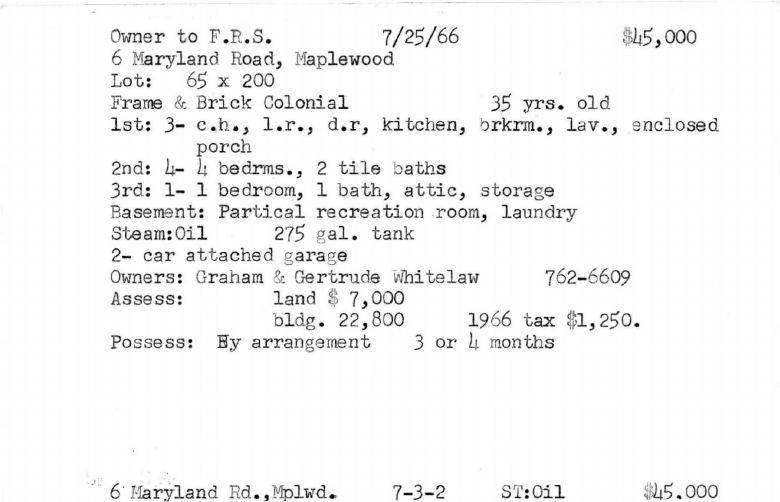 Owner to F.R.S. 7/25/66 $45,000
6 Maryland Road, Maplewood
Lot: 65 x 200
Frame & Brick Colonial 35 yrs. old
1st: 3- c.h., l.r., d.r, kitchen, brkrm., lav., enclosed
porch
2nd: 4- 4 bedrms., 2 tile baths
3rd: 1- 1 bedroom, 1 bath, attic, storage
Basement: Partical recreation room, laundry
Steam:Oil 275 gal. tank
2- car attached garage
Owners: Graham & Gertrude Whitelaw 762-6609
Assess: land $ 7,000
bldg. 22,800 1966 tax $1,250.
Possess: By arrangement 3 or 4 months
6 Maryland Rd.,Mplwd. 7-3-2 ST:Oil $45,000